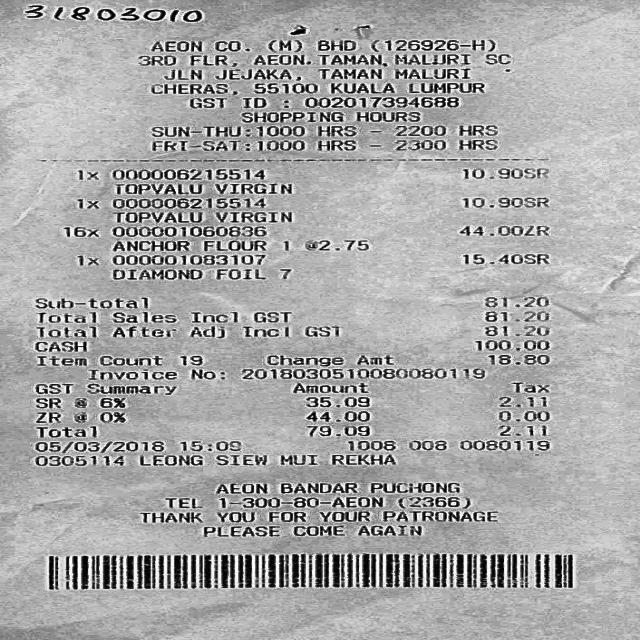 31803010
AEON CO. (M) BHD (126926-H)
3RD FLR, AEON TAMAN MALURI SC
JLN JEJAKA, TAMAN MALURI
CHERAS, 55100 KUALA LUMPUR
GST ID : 002017394688
SHOPPING HOURS
SUN-THU:1000 HRS - 2200 HRS
FRI-SAT:1000 HRS - 2300 HRS
1x 000006215514 10.90SR
TOPVALU VIRGIN
1x 000006215514 10.90SR
TOPVALU VIRGIN
16x 000001060836 44.00ZR
ANCHOR FLOUR 1 @2.75
1x 000001083107 15.40SR
DIAMOND FOIL 7
Sub-total 81.20
Total Sales Incl GST 81.20
Total After Adj Incl GST 81.20
CASH 100.00
Item Count 19 Change Amt 18.80
Invoice No: 2018030510080080119
GST Summary Amount Tax
SR @ 6% 35.09 2.11
ZR @ 0% 44.00 0.00
Total 79.09 2.11
05/03/2018 15:09 1008 008 0080119
0305114 LEONG SIEW MUI REKHA
AEON BANDAR PUCHONG
TEL 1-300-80-AEON (2366)
THANK YOU FOR YOUR PATRONAGE
PLEASE COME AGAIN